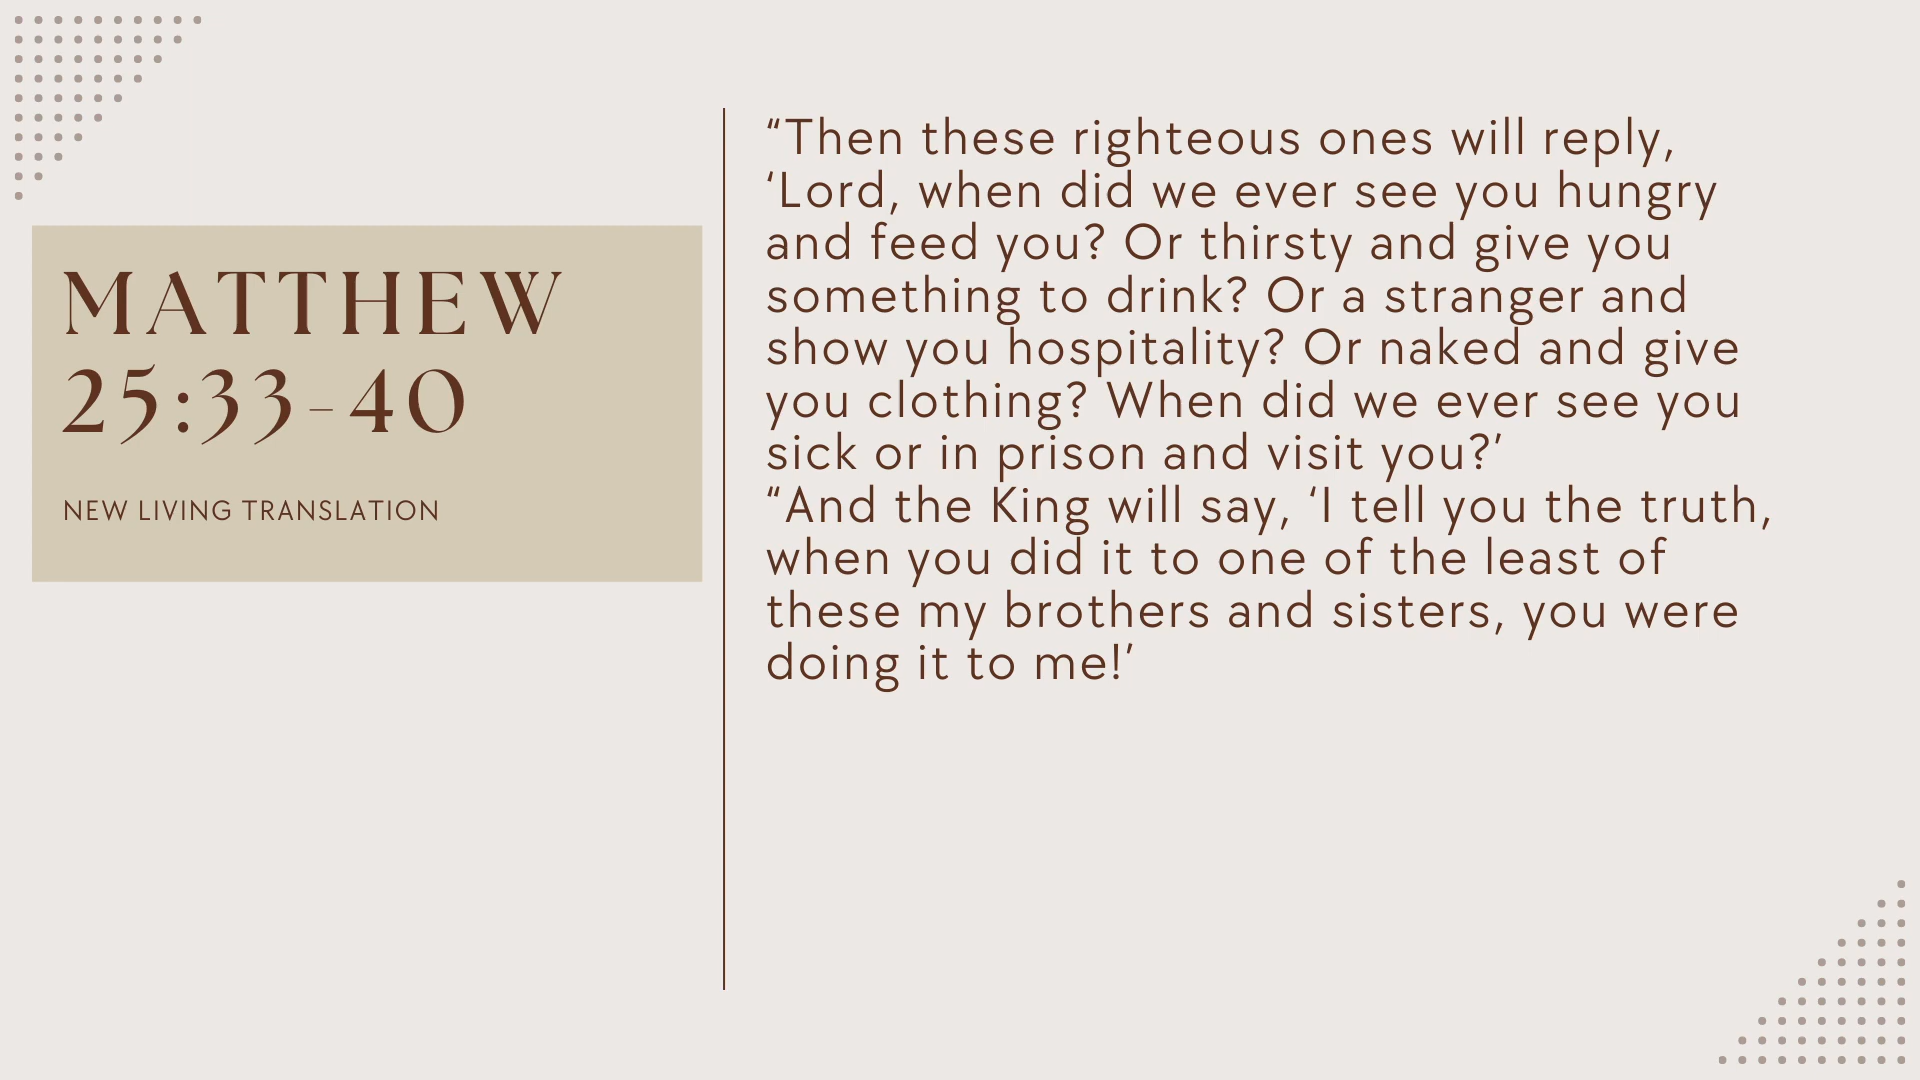 MATTHEW
25:33-40
NEW LIVING TRANSLATION
“Then these righteous ones will reply,
‘Lord, when did we ever see you hungry
and feed you? Or thirsty and give you
something to drink? Or a stranger and
show you hospitality? Or naked and give
you clothing? When did we ever see you
sick or in prison and visit you?’
“And the King will say, ‘I tell you the truth,
when you did it to one of the least of
these my brothers and sisters, you were
doing it to me!’